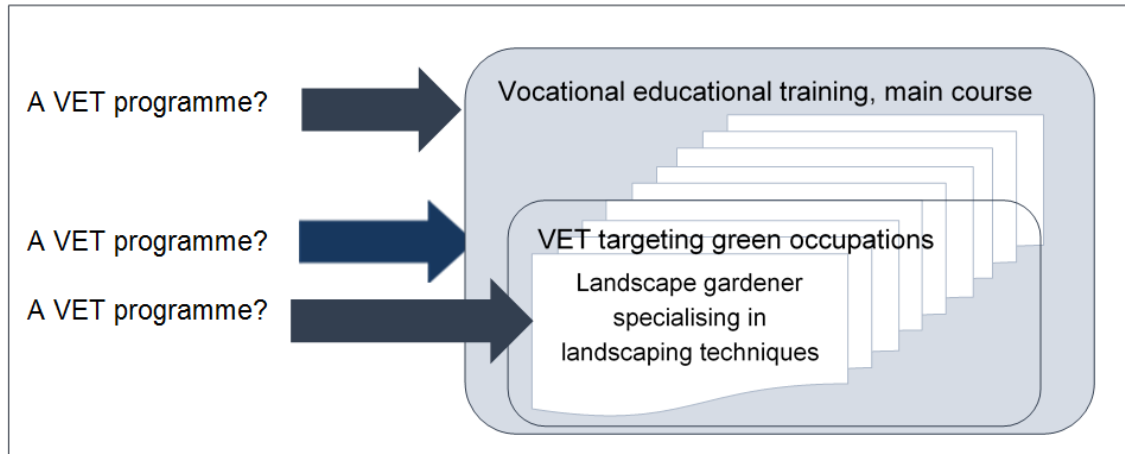 A VET programme?
Vocational educational training, main course
A VET programme?
VET targeting green occupations
A VET programme?
Landscape gardener
specialising in
landscaping techniques